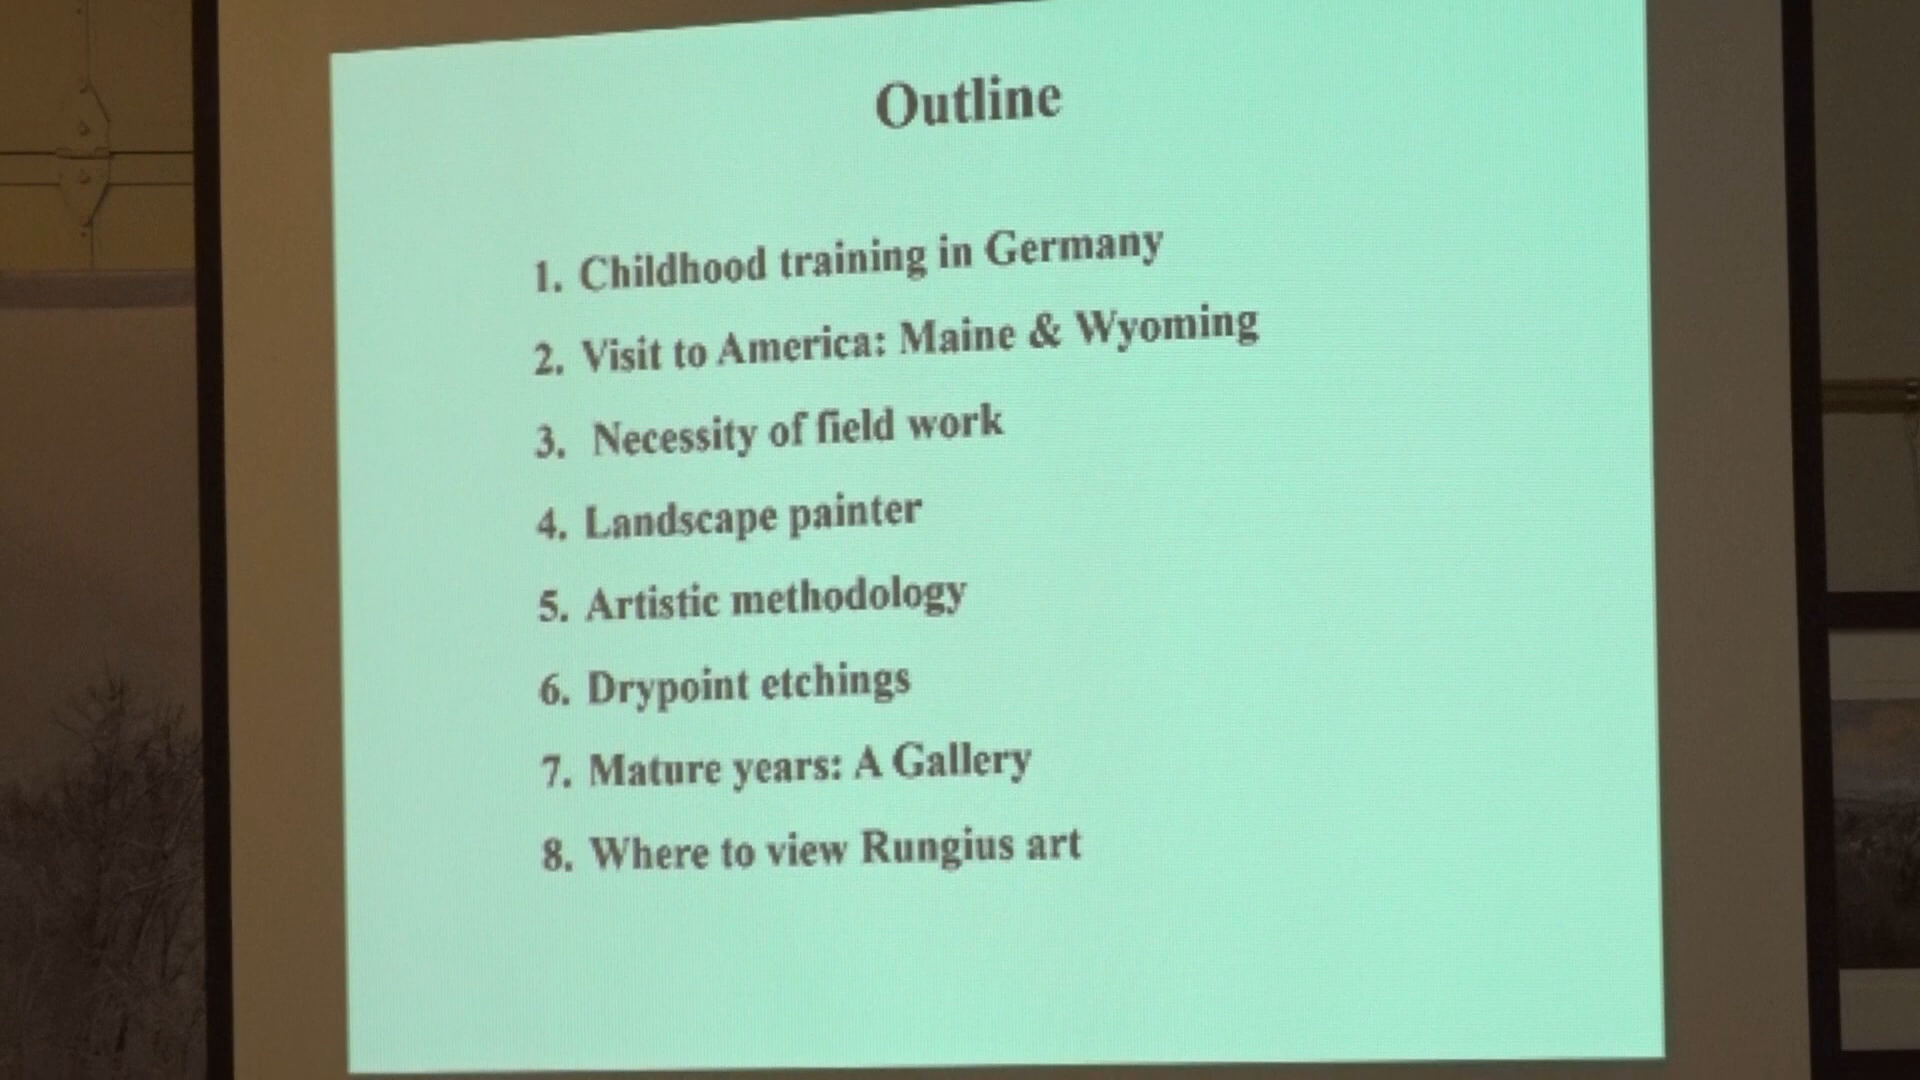 Outline
1. Childhood training in Germany
2. Visit to America: Maine & Wyoming
3. Necessity of field work
4. Landscape painter
5. Artistic methodology
6. Drypoint etchings
7. Mature years: A Gallery
8. Where to view Rungius art